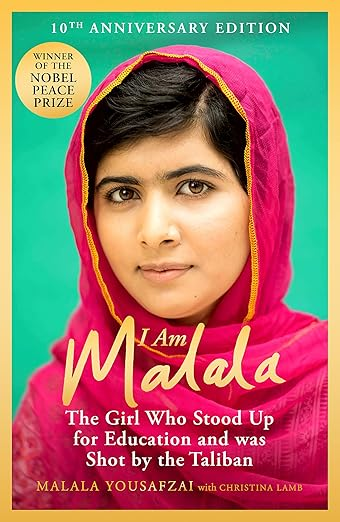 10TH ANNIVERSARY EDITION
WINNER
OF THE
NOBEL
PEACE
PRIZE
I Am
Malala
The Girl Who Stood Up
for Education and was
Shot by the Taliban
MALALA YOUSAFZAI with CHRISTINA LAMB